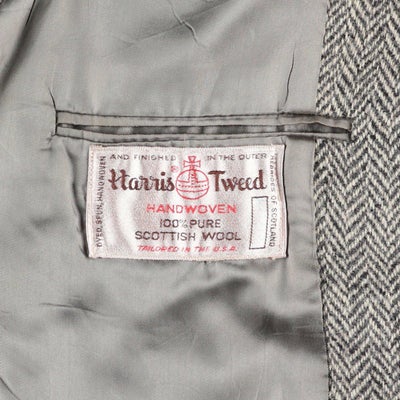 DYED, SPUN, HANDWOVEN
AND FINISHED IN THE OUTER
HEBRIDES OF SCOTLAND
Harris Tweed
®
HANDWOVEN
100% PURE
SCOTTISH WOOL
TAILORED IN THE U.S.A.